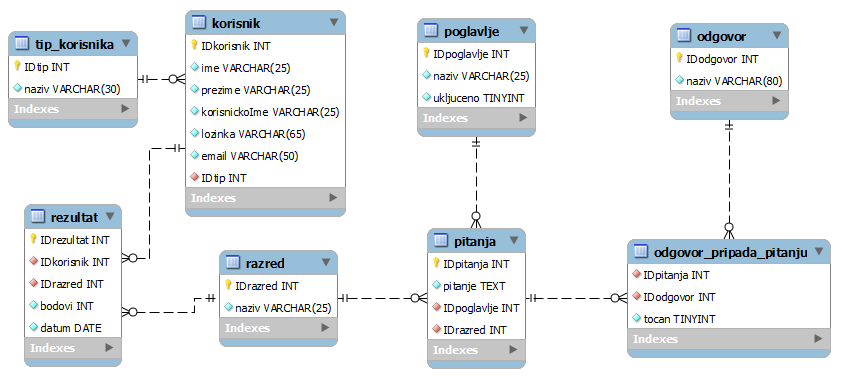 tip_korisnika
IDtip INT
naziv VARCHAR(30)
Indexes
korisnik
IDkorisnik INT
ime VARCHAR(25)
prezime VARCHAR(25)
korisnickoIme VARCHAR(25)
lozinka VARCHAR(65)
email VARCHAR(50)
IDtip INT
Indexes
poglavlje
IDpoglavlje INT
naziv VARCHAR(25)
ukljuceno TINYINT
Indexes
odgovor
IDodgovor INT
naziv VARCHAR(80)
Indexes
rezultat
IDrezultat INT
IDkorisnik INT
IDrazred INT
bodovi INT
datum DATE
Indexes
razred
IDrazred INT
naziv VARCHAR(25)
Indexes
pitanja
IDpitanja INT
pitanje TEXT
IDpoglavlje INT
IDrazred INT
Indexes
odgovor_pripada_pitanju
IDpitanja INT
IDodgovor INT
tocan TINYINT
Indexes